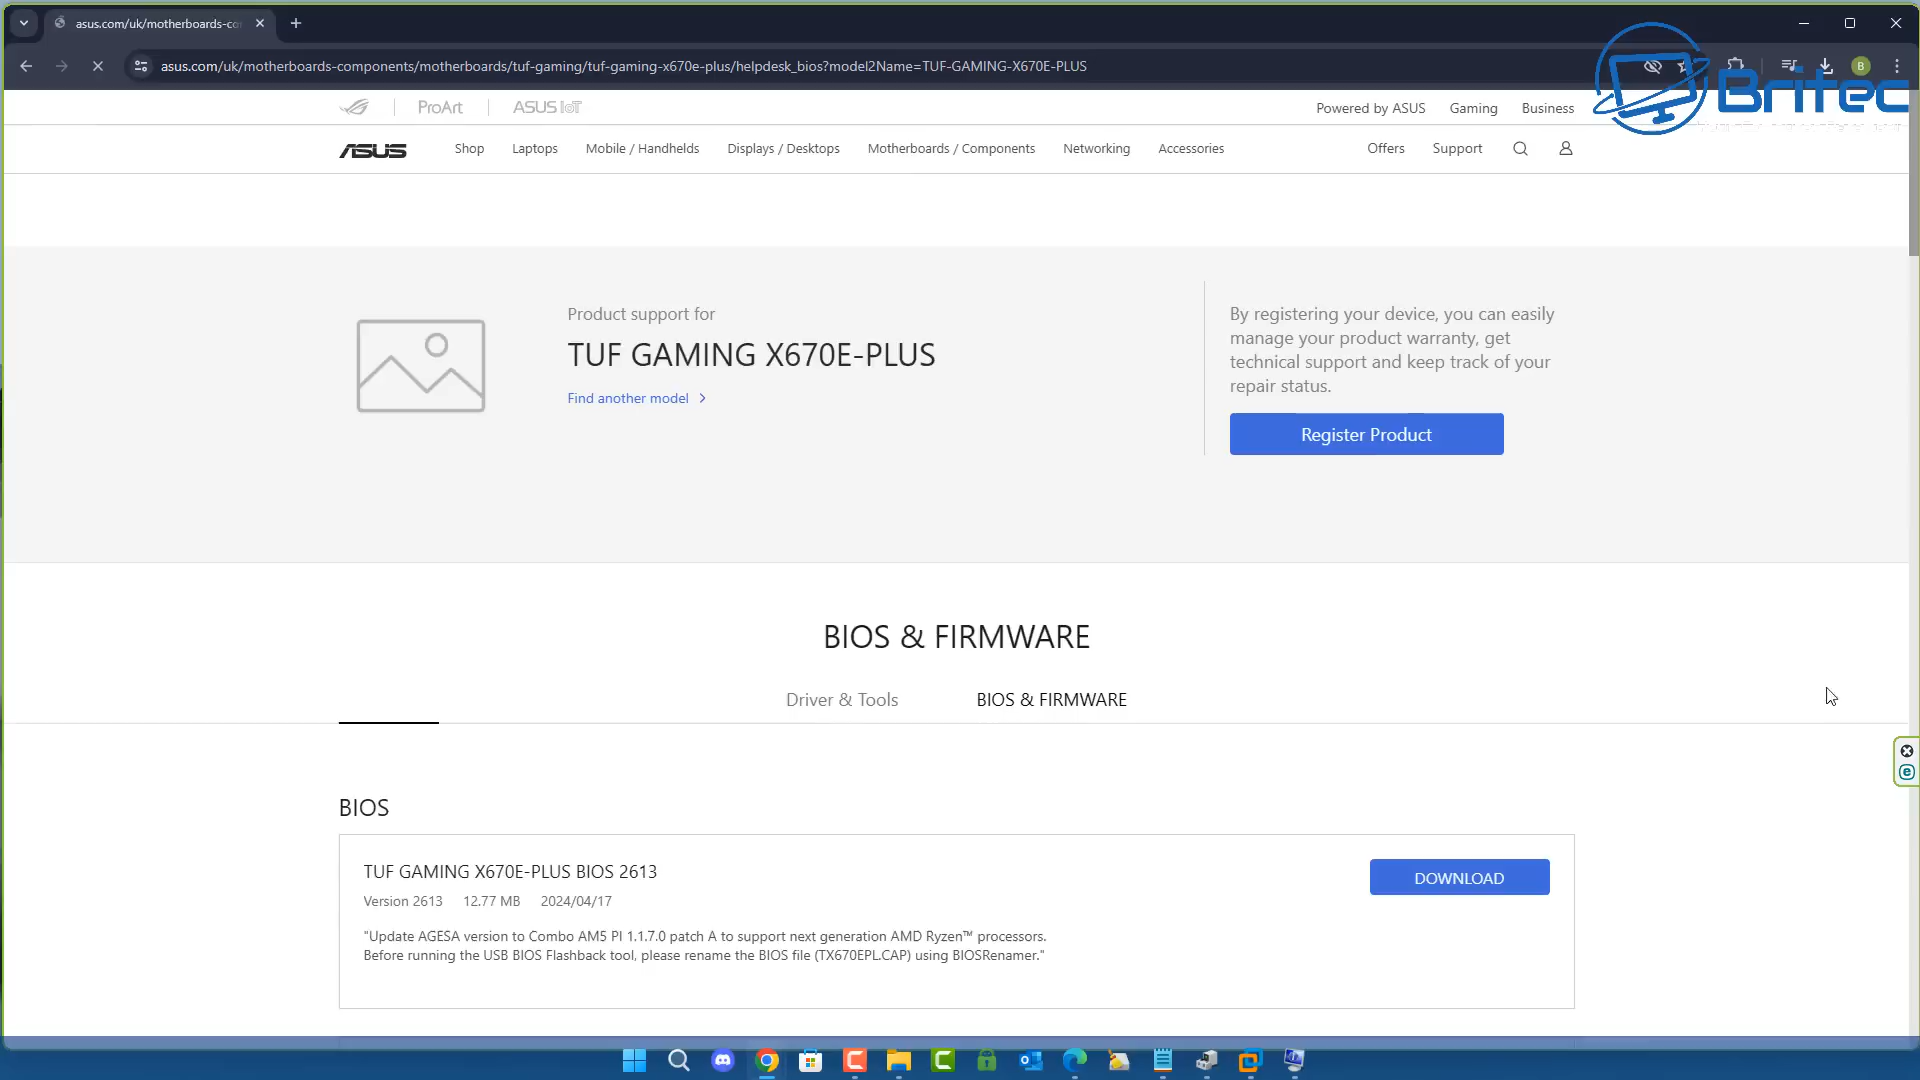 asus.com/uk/motherboards-co
asus.com/uk/motherboards-components/motherboards/tuf-gaming/tuf-gaming-x670e-plus/helpdesk_bios?model2Name=TUF-GAMING-X670E-PLUS
B
Britec
ProArt
ASUS IoT
Powered by ASUS
Gaming
Business
ASUS
Shop
Laptops
Mobile / Handhelds
Displays / Desktops
Motherboards / Components
Networking
Accessories
Offers
Support
Product support for
TUF GAMING X670E-PLUS
Find another model
By registering your device, you can easily
manage your product warranty, get
technical support and keep track of your
repair status.
Register Product
BIOS & FIRMWARE
Driver & Tools
BIOS & FIRMWARE
BIOS
TUF GAMING X670E-PLUS BIOS 2613
DOWNLOAD
Version 2613
12.77 MB
2024/04/17
"Update AGESA version to Combo AM5 PI 1.1.7.0 patch A to support next generation AMD Ryzen™ processors.
Before running the USB BIOS Flashback tool, please rename the BIOS file (TX670EPL.CAP) using BIOSRenamer."